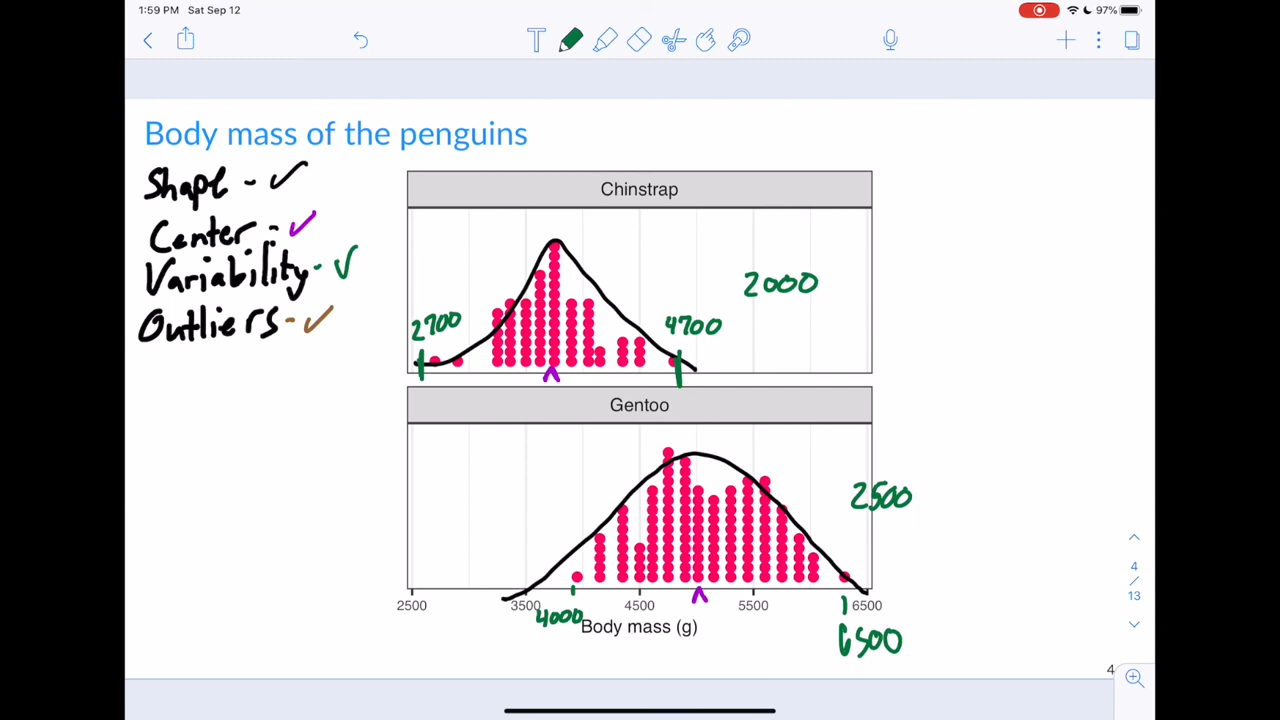 1:59 PM Sat Sep 12
97%
T
Body mass of the penguins
Shape - ✓
Center - ✓
Variability - ✓
Outliers - ✓
Chinstrap
2000
2700
4700
Gentoo
2500
4
/
13
2500 3500 4500 5500 6500
4000
Body mass (g)
6500
4